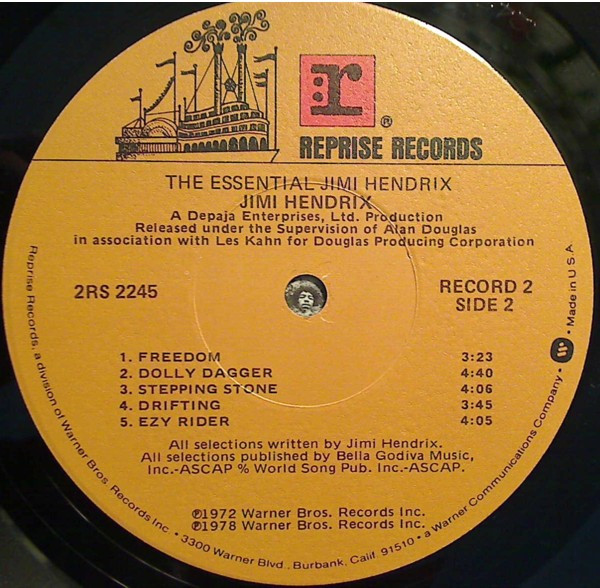 r
®
REPRISE RECORDS
THE ESSENTIAL JIMI HENDRIX
JIMI HENDRIX
A Depaja Enterprises, Ltd. Production
Released under the Supervision of Alan Douglas
in association with Les Kahn for Douglas Producing Corporation
2RS 2245
RECORD 2
SIDE 2
1. FREEDOM 3:23
2. DOLLY DAGGER 4:40
3. STEPPING STONE 4:06
4. DRIFTING 3:45
5. EZY RIDER 4:05
All selections written by Jimi Hendrix.
All selections published by Bella Godiva Music,
Inc.-ASCAP % World Song Pub. Inc.-ASCAP.
℗1972 Warner Bros. Records Inc.
℗1978 Warner Bros. Records Inc.
Reprise Records, a division of Warner Bros. Records Inc. • 3300 Warner Blvd., Burbank, Calif. 91510 • a Warner Communications Company. • Made in U.S.A.